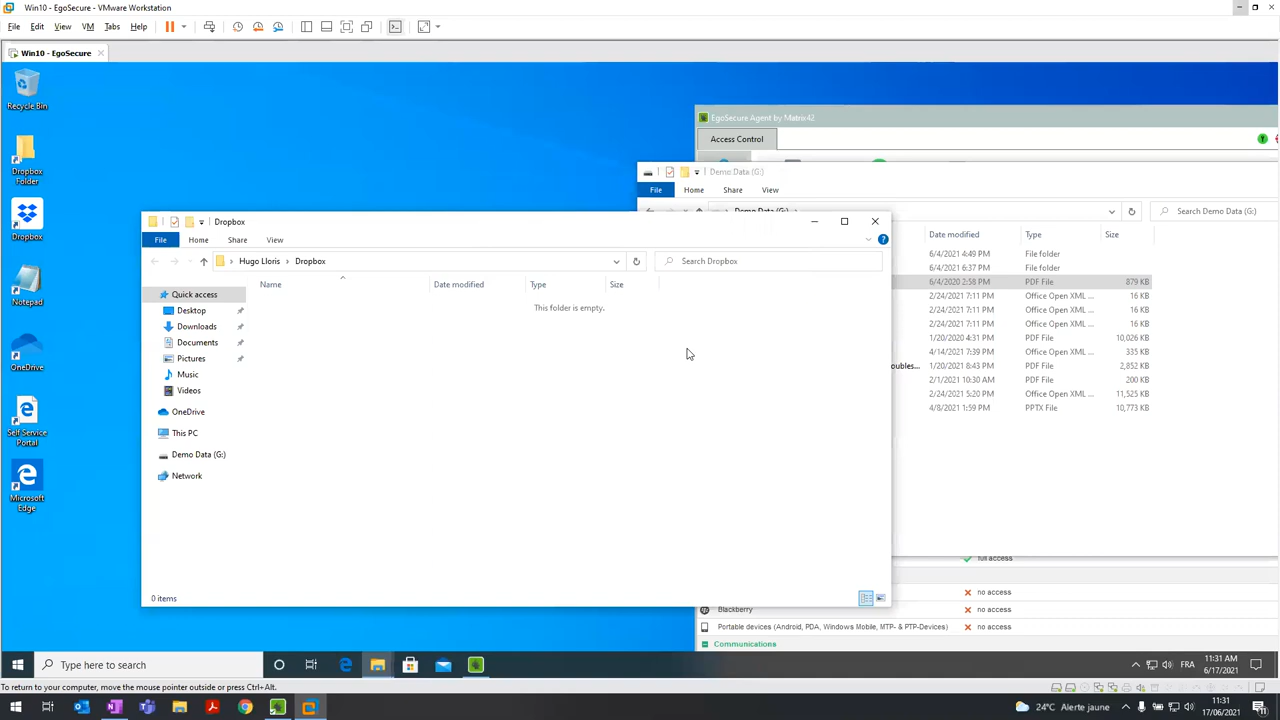 Win10 - EgoSecure - VMware Workstation
File Edit View VM Tabs Help
Win10 - EgoSecure
Recycle Bin
Dropbox Folder
Dropbox
Notepad
OneDrive
Self Service Portal
Microsoft Edge
EgoSecure Agent by Matrix42
Access Control
Demo Data (G:)
File Home Share View
Demo Data (G:)
Search Demo Data (G:)
Date modified Type Size
6/4/2021 4:49 PM File folder
6/4/2021 6:37 PM File folder
6/4/2020 2:58 PM PDF File 879 KB
2/24/2021 7:11 PM Office Open XML ... 16 KB
2/24/2021 7:11 PM Office Open XML ... 16 KB
2/24/2021 7:11 PM Office Open XML ... 16 KB
1/20/2020 4:31 PM PDF File 10,026 KB
4/14/2021 7:39 PM Office Open XML ... 335 KB
oubles... 1/20/2021 8:43 PM PDF File 2,852 KB
2/1/2021 10:30 AM PDF File 200 KB
2/24/2021 5:20 PM Office Open XML ... 11,525 KB
4/8/2021 1:59 PM PPTX File 10,773 KB
Dropbox
File Home Share View
Hugo Lloris > Dropbox
Search Dropbox
Name Date modified Type Size
This folder is empty.
Quick access
Desktop
Downloads
Documents
Pictures
Music
Videos
OneDrive
This PC
Demo Data (G:)
Network
0 items
full access
no access
Blackberry no access
Portable devices (Android, PDA, Windows Mobile, MTP- & PTP-Devices) no access
Communications
Type here to search
FRA
11:31 AM
6/17/2021
To return to your computer, move the mouse pointer outside or press Ctrl+Alt.
24°C Alerte jaune
11:31
17/06/2021